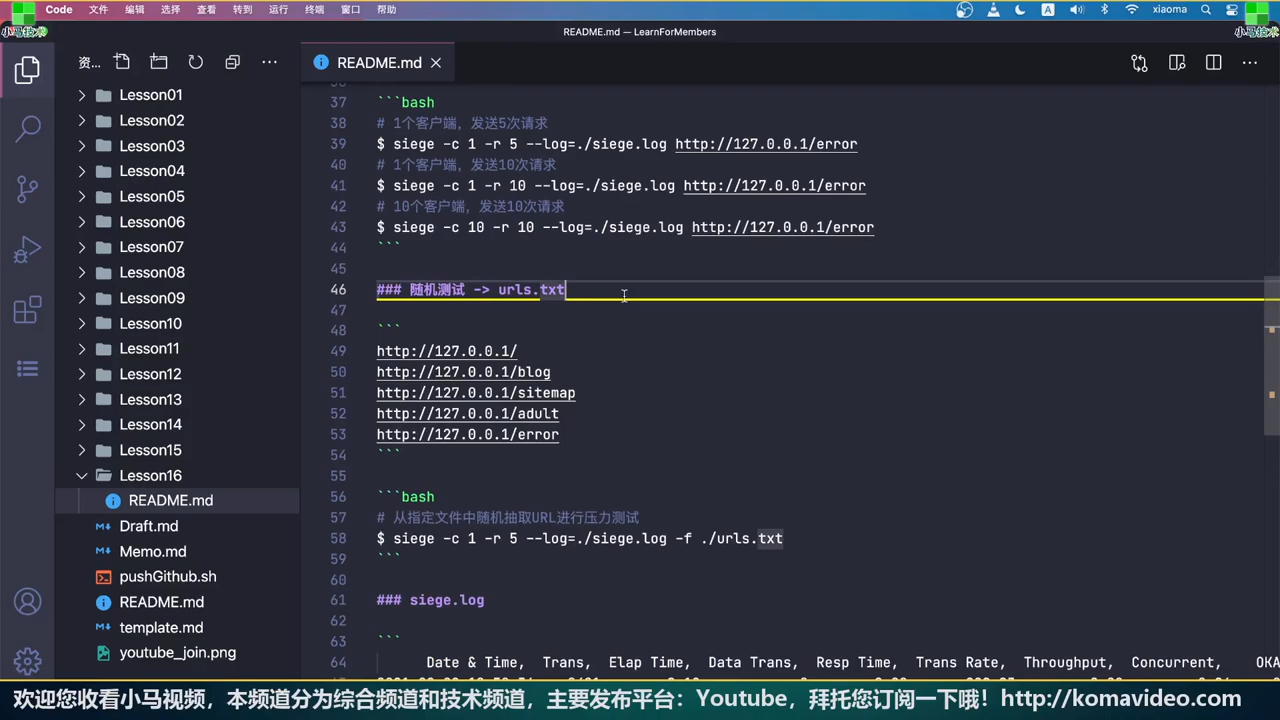 Code 文件 编辑 选择 查看 转到 运行 终端 窗口 帮助 A xiaoma
小马技术 小马技术
README.md — LearnForMembers
资... README.md
Lesson01
Lesson02
Lesson03
Lesson04
Lesson05
Lesson06
Lesson07
Lesson08
Lesson09
Lesson10
Lesson11
Lesson12
Lesson13
Lesson14
Lesson15
Lesson16
README.md
Draft.md
Memo.md
pushGithub.sh
README.md
template.md
youtube_join.png
37 ```bash
38 # 1个客户端，发送5次请求
39 $ siege -c 1 -r 5 --log=./siege.log http://127.0.0.1/error
40 # 1个客户端，发送10次请求
41 $ siege -c 1 -r 10 --log=./siege.log http://127.0.0.1/error
42 # 10个客户端，发送10次请求
43 $ siege -c 10 -r 10 --log=./siege.log http://127.0.0.1/error
44 ```
45
46 ### 随机测试 -> urls.txt
47
48 ```
49 http://127.0.0.1/
50 http://127.0.0.1/blog
51 http://127.0.0.1/sitemap
52 http://127.0.0.1/adult
53 http://127.0.0.1/error
54 ```
55
56 ```bash
57 # 从指定文件中随机抽取URL进行压力测试
58 $ siege -c 1 -r 5 --log=./siege.log -f ./urls.txt
59 ```
60
61 ### siege.log
62
63 ```
64 Date & Time, Trans, Elap Time, Data Trans, Resp Time, Trans Rate, Throughput, Concurrent, OKA
欢迎您收看小马视频，本频道分为综合频道和技术频道，主要发布平台：Youtube，拜托您订阅一下哦！http://komavideo.com